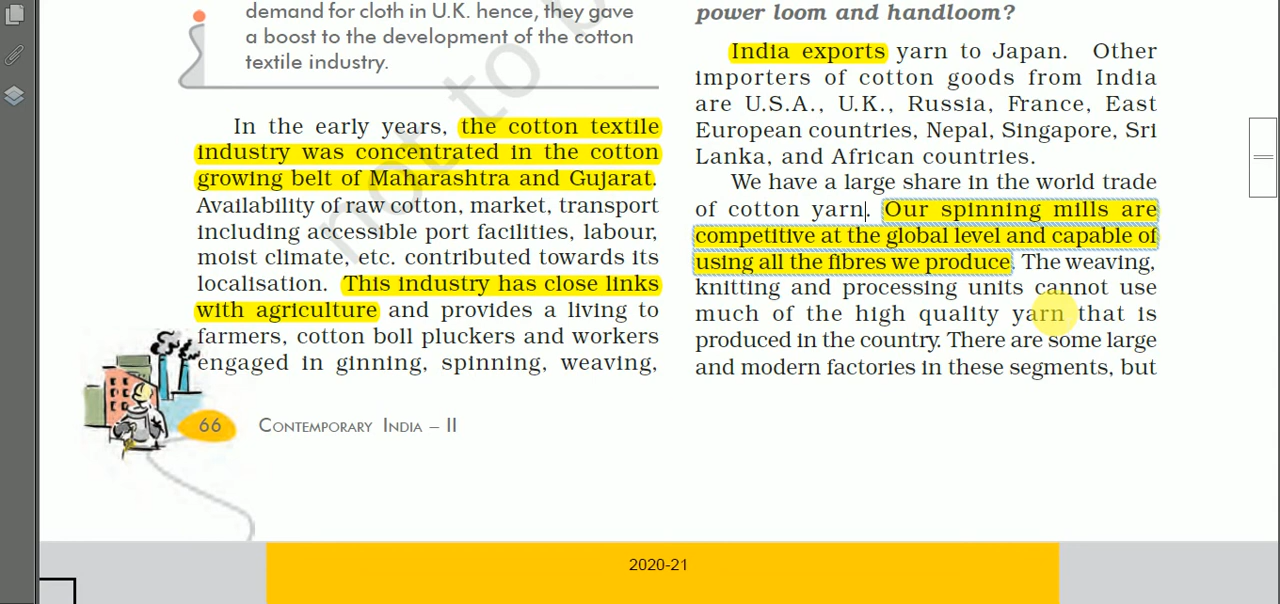 demand for cloth in U.K. hence, they gave
a boost to the development of the cotton
textile industry.
In the early years, the cotton textile
industry was concentrated in the cotton
growing belt of Maharashtra and Gujarat.
Availability of raw cotton, market, transport
including accessible port facilities, labour,
moist climate, etc. contributed towards its
localisation. This industry has close links
with agriculture and provides a living to
farmers, cotton boll pluckers and workers
engaged in ginning, spinning, weaving,
66 CONTEMPORARY INDIA – II
power loom and handloom?
India exports yarn to Japan. Other
importers of cotton goods from India
are U.S.A., U.K., Russia, France, East
European countries, Nepal, Singapore, Sri
Lanka, and African countries.
We have a large share in the world trade
of cotton yarn. Our spinning mills are
competitive at the global level and capable of
using all the fibres we produce. The weaving,
knitting and processing units cannot use
much of the high quality yarn that is
produced in the country. There are some large
and modern factories in these segments, but
not to b
2020-21